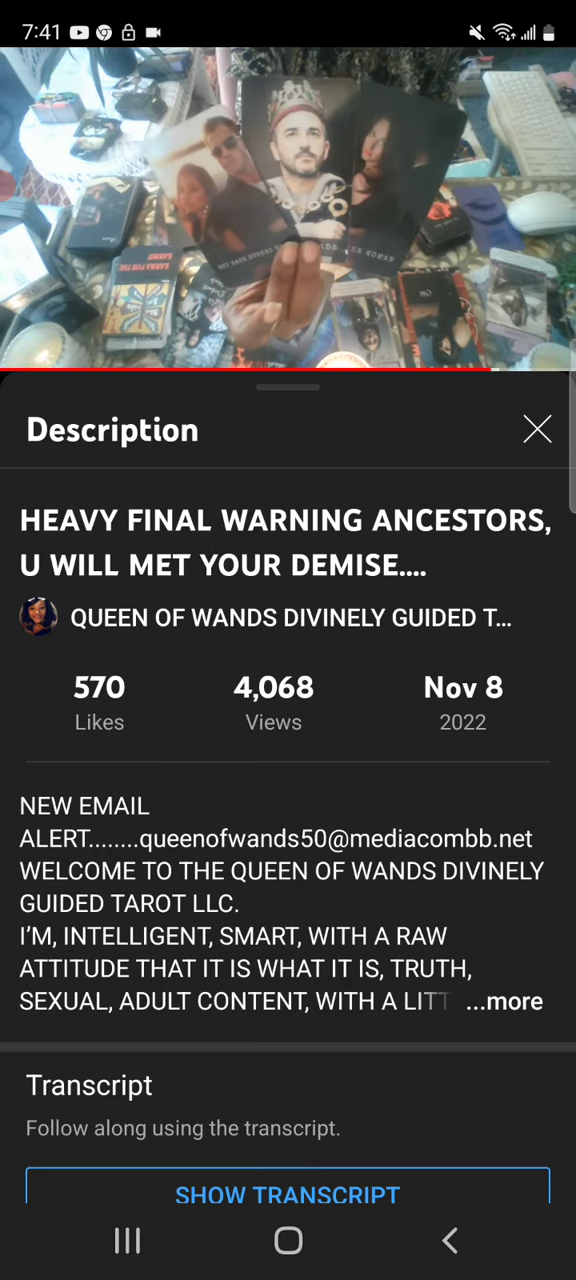 7:41
Description
HEAVY FINAL WARNING ANCESTORS,
U WILL MET YOUR DEMISE....
QUEEN OF WANDS DIVINELY GUIDED T...
570
4,068
Nov 8
Likes
Views
2022
NEW EMAIL
ALERT........queenofwands50@mediacombb.net
WELCOME TO THE QUEEN OF WANDS DIVINELY
GUIDED TAROT LLC.
I'M, INTELLIGENT, SMART, WITH A RAW
ATTITUDE THAT IT IS WHAT IT IS, TRUTH,
SEXUAL, ADULT CONTENT, WITH A LITT ...more
Transcript
Follow along using the transcript.
SHOW TRANSCRIPT